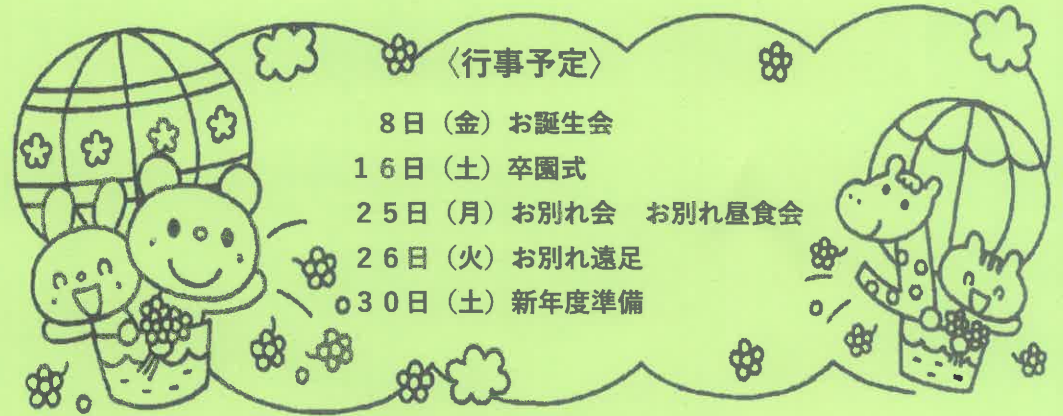 〈行事予定〉
8日（金）お誕生会
16日（土）卒園式
25日（月）お別れ会　お別れ昼食会
26日（火）お別れ遠足
30日（土）新年度準備